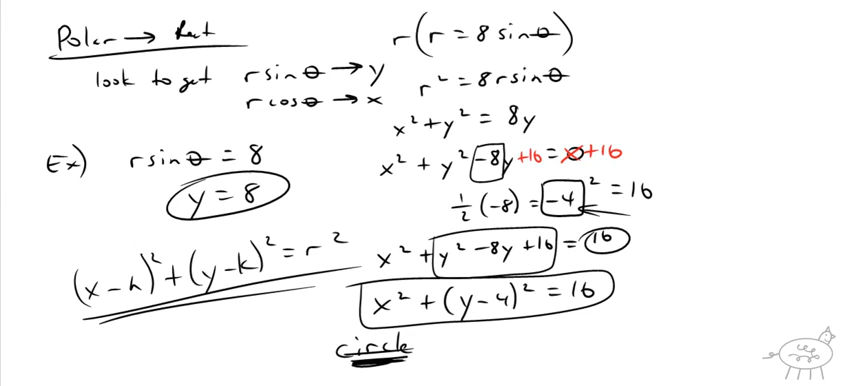 Polar → Rect
look to get r sin θ → y
r cos θ → x
Ex) r sin θ = 8
y = 8
(x-h)² + (y-k)² = r²
r(r = 8 sin θ)
r² = 8r sin θ
x² + y² = 8y
x² + y² -8y +16 = 0 +16
½(-8) = -4² = 16
x² + y² -8y +16 = 16
x² + (y-4)² = 16
circle